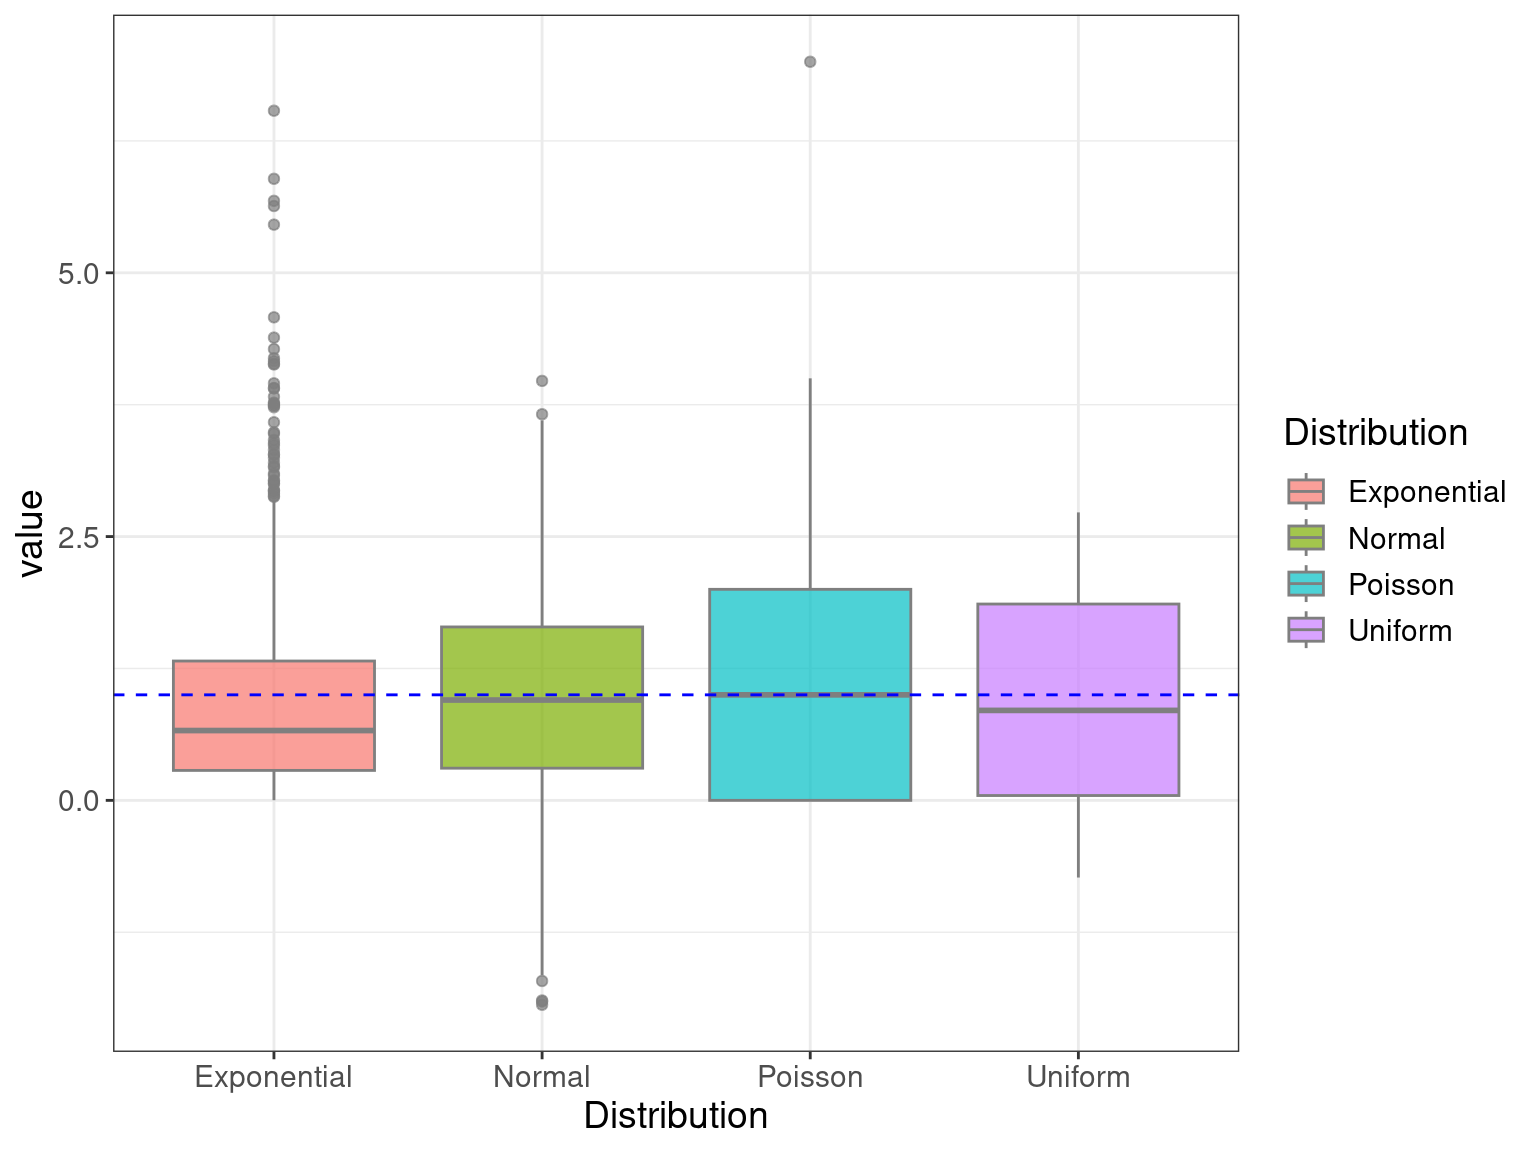 value
5.0
2.5
0.0
Exponential
Normal
Poisson
Uniform
Distribution
Distribution
Exponential
Normal
Poisson
Uniform